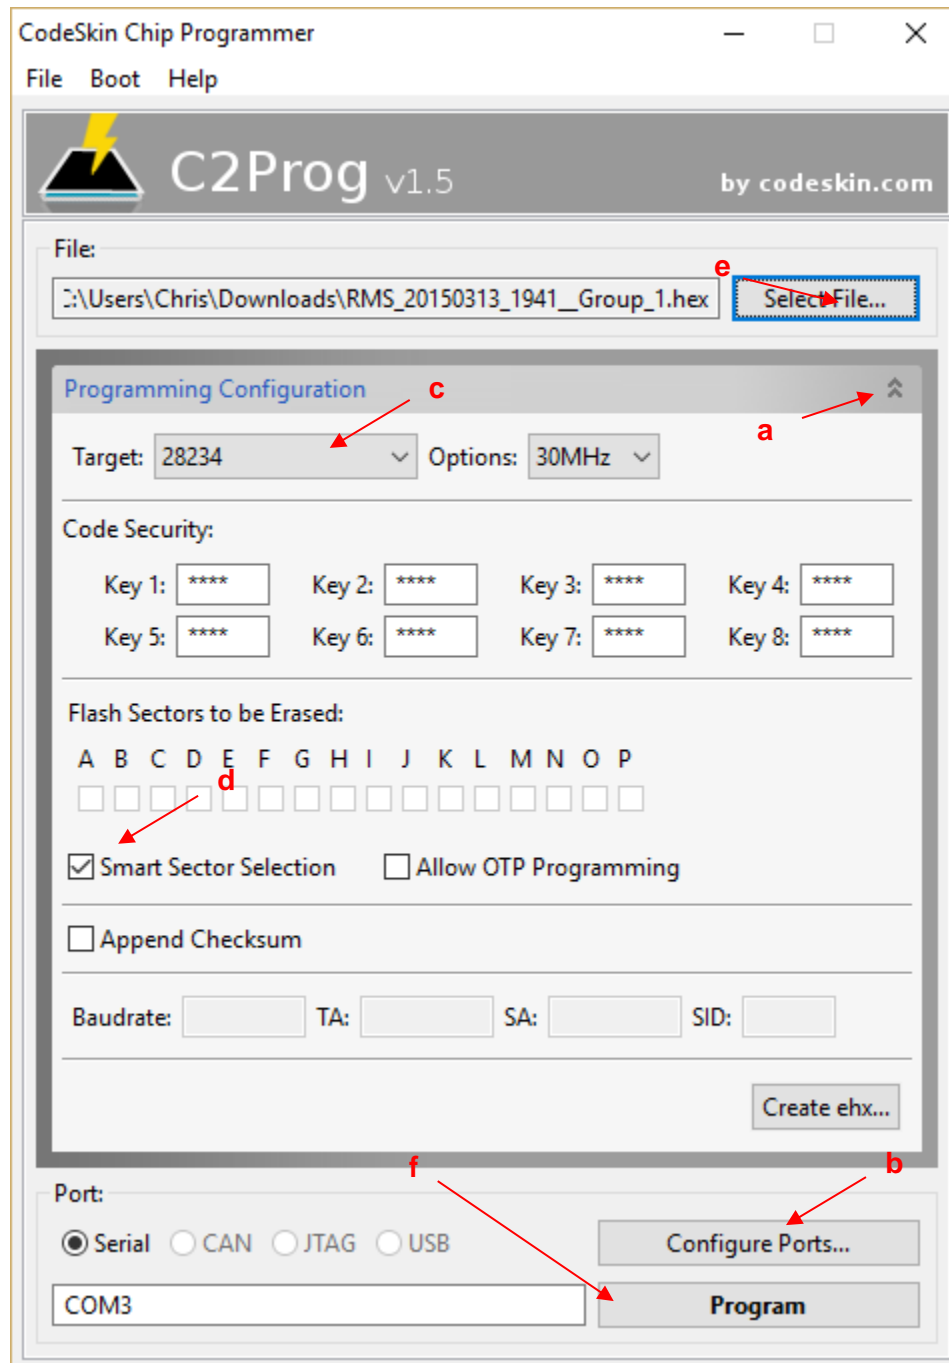 CodeSkin Chip Programmer
File Boot Help
C2Prog v1.5 by codeskin.com
File:
e
:\Users\Chris\Downloads\RMS_20150313_1941__Group_1.hex Select File...
Programming Configuration c
a
Target: 28234 Options: 30MHz
Code Security:
Key 1: **** Key 2: **** Key 3: **** Key 4: ****
Key 5: **** Key 6: **** Key 7: **** Key 8: ****
Flash Sectors to be Erased:
A B C D E F G H I J K L M N O P
d
Smart Sector Selection Allow OTP Programming
Append Checksum
Baudrate: TA: SA: SID:
Create ehx...
f b
Port:
Serial CAN JTAG USB Configure Ports...
COM3 Program